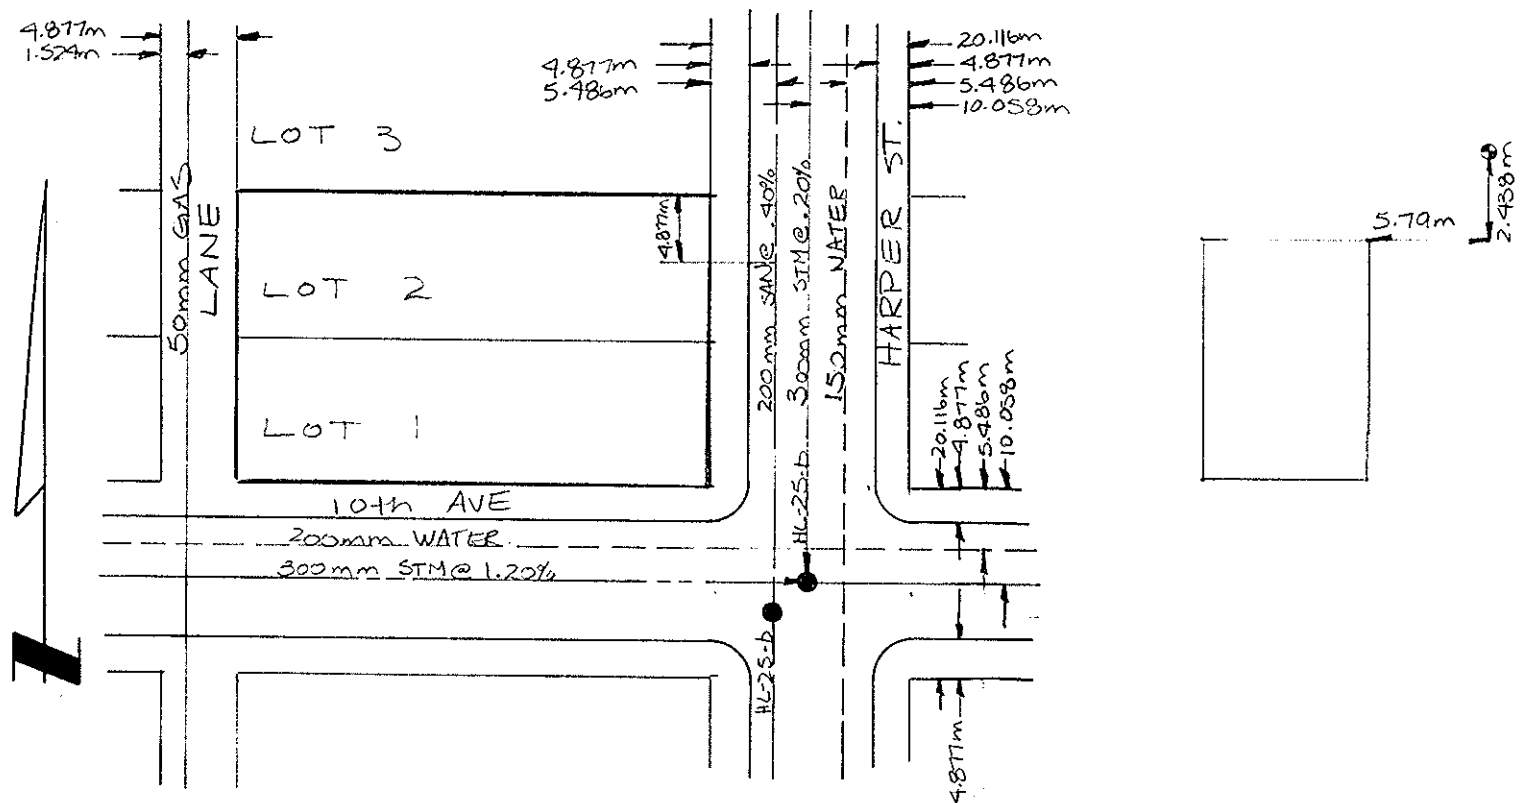 4.877m
1.524m
4.877m
5.486m
20.116m
4.877m
5.486m
10.058m
LOT 3
50mm GAS
LANE
4.877m
200mm SAN@ .40%
300mm STM@ .20%
150mm WATER
HARPER ST.
5.79m
2.438m
LOT 2
LOT 1
HL-25-b
20.116m
4.877m
5.486m
10.058m
10th AVE
200mm WATER
300mm STM@ 1.20%
HL-25-b
4.877m